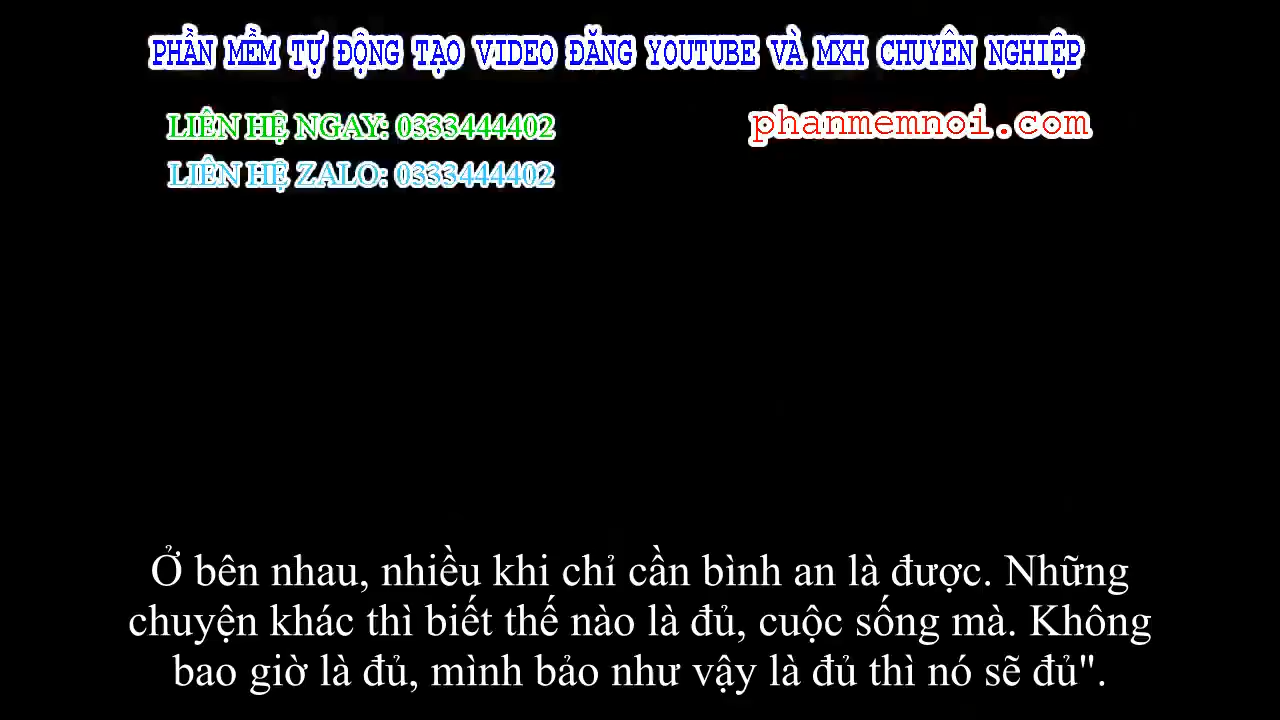 PHẦN MỀM TỰ ĐỘNG TẠO VIDEO ĐĂNG YOUTUBE VÀ MXH CHUYÊN NGHIỆP
LIÊN HỆ NGAY: 0333444402
phanmemnoi.com
LIÊN HỆ ZALO: 0333444402
Ở bên nhau, nhiều khi chỉ cần bình an là được. Những
chuyện khác thì biết thế nào là đủ, cuộc sống mà. Không
bao giờ là đủ, mình bảo như vậy là đủ thì nó sẽ đủ".